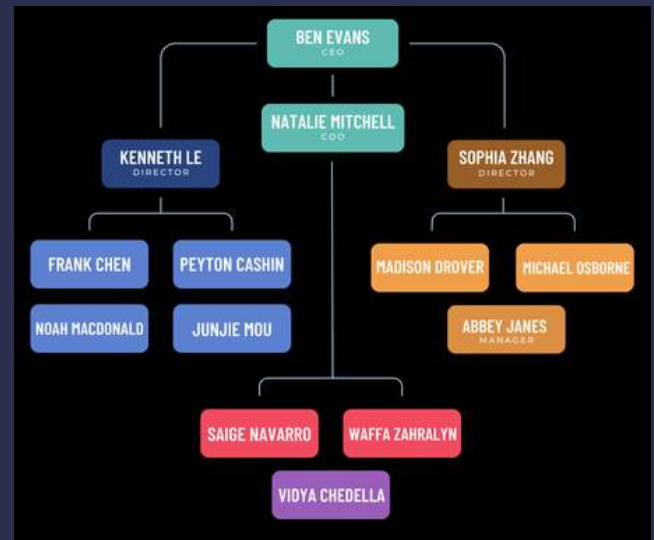 BEN EVANS
CEO
NATALIE MITCHELL
COO
KENNETH LE
DIRECTOR
SOPHIA ZHANG
DIRECTOR
FRANK CHEN
PEYTON CASHIN
MADISON DROVER
MICHAEL OSBORNE
NOAH MACDONALD
JUNJIE MOU
ABBEY JANES
MANAGER
SAIGE NAVARRO
WAFFA ZAHRALYN
VIDYA CHEDELLA